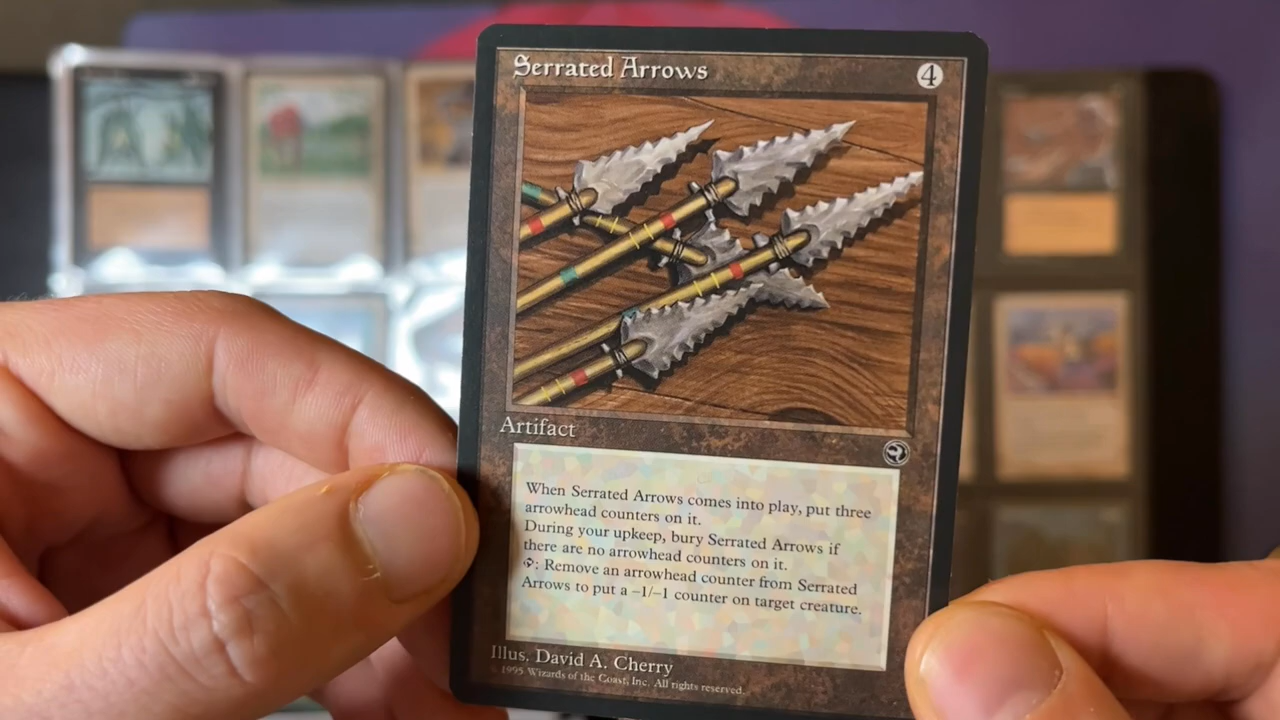 Serrated Arrows
4
Artifact
When Serrated Arrows comes into play, put three
arrowhead counters on it.
During your upkeep, bury Serrated Arrows if
there are no arrowhead counters on it.
: Remove an arrowhead counter from Serrated
Arrows to put a –1/–1 counter on target creature.
Illus. David A. Cherry
© 1995 Wizards of the Coast, Inc. All rights reserved.